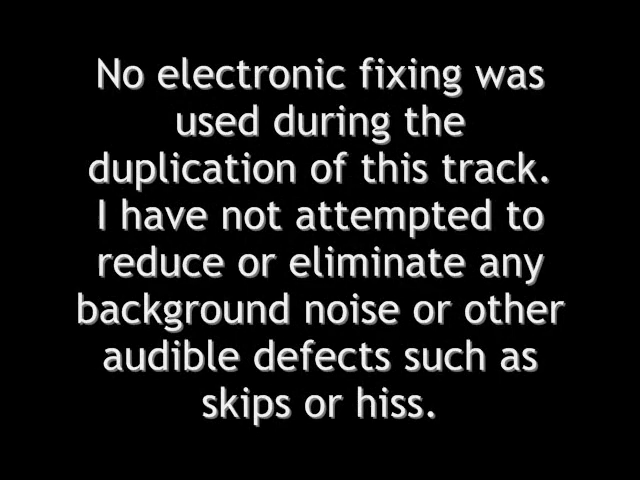 No electronic fixing was
used during the
duplication of this track.
I have not attempted to
reduce or eliminate any
background noise or other
audible defects such as
skips or hiss.